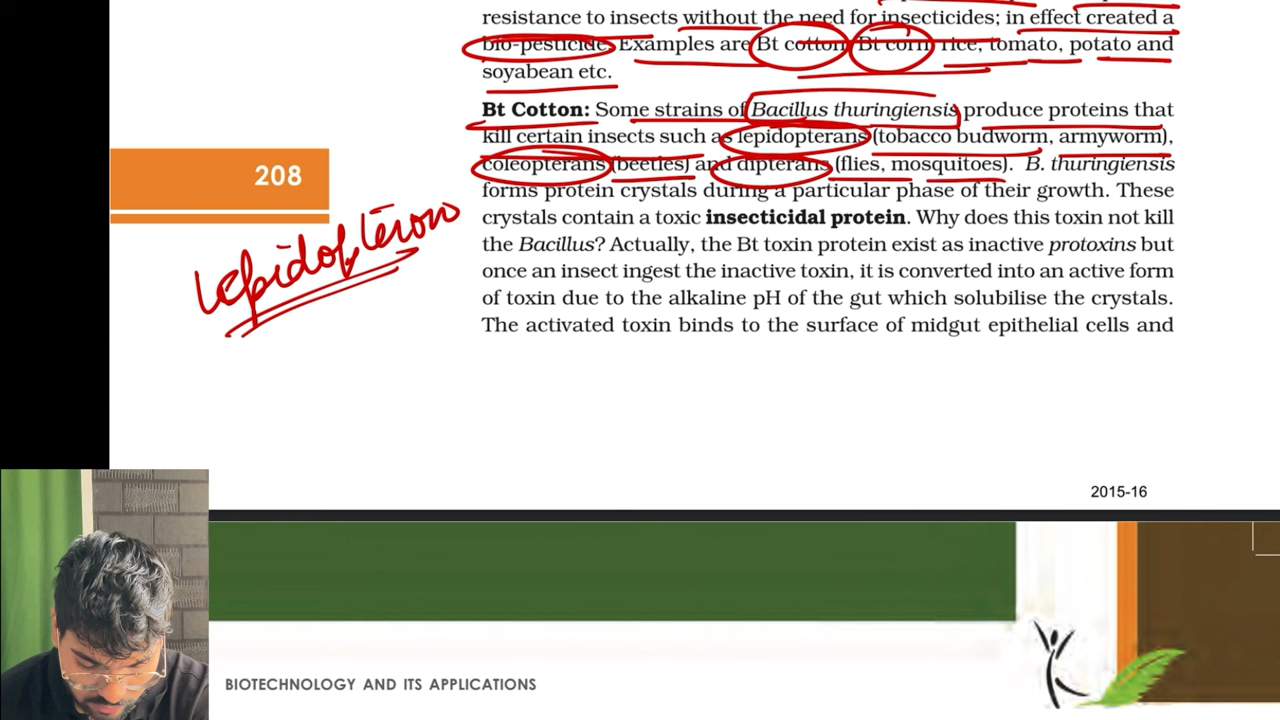 resistance to insects without the need for insecticides; in effect created a
bio-pesticide. Examples are Bt cotton, Bt corn, rice, tomato, potato and
soyabean etc.
Bt Cotton: Some strains of Bacillus thuringiensis produce proteins that
kill certain insects such as lepidopterans (tobacco budworm, armyworm),
coleopterans (beetles) and dipterans (flies, mosquitoes). B. thuringiensis
forms protein crystals during a particular phase of their growth. These
crystals contain a toxic insecticidal protein. Why does this toxin not kill
the Bacillus? Actually, the Bt toxin protein exist as inactive protoxins but
once an insect ingest the inactive toxin, it is converted into an active form
of toxin due to the alkaline pH of the gut which solubilise the crystals.
The activated toxin binds to the surface of midgut epithelial cells and
208
2015-16
BIOTECHNOLOGY AND ITS APPLICATIONS